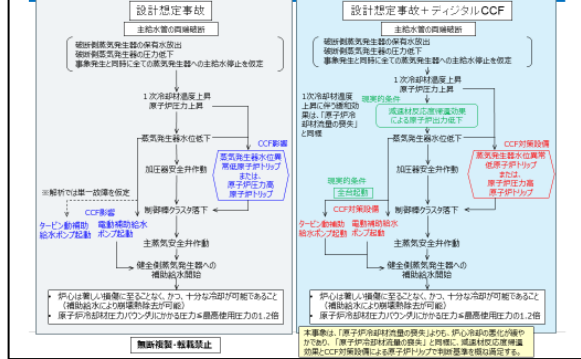 設計想定事故
主給水管の両端破断
破断側蒸気発生器の保有水放出
破断側蒸気発生器の圧力低下
事象発生と同時に全ての蒸気発生器への主給水停止を仮定
1次冷却材温度上昇
原子炉圧力上昇
蒸気発生器水位低下
CCF影響
蒸気発生器水位異
常低原子炉トリップ
または、
原子炉圧力高
原子炉トリップ
加圧器安全弁作動
※解析では単一故障を仮定
CCF影響
制御棒クラスタ落下
タービン動補助
給水ポンプ起動
電動補助給水
ポンプ起動
主蒸気安全弁作動
健全側蒸気発生器への
補助給水開始
・ 炉心は著しい損傷に至ることなく、かつ、十分な冷却が可能であること
（補助給水により崩壊熱除去が可能）
・ 原子炉冷却材圧力バウンダリにかかる圧力≦最高使用圧力の1.2倍
無断複製・転載禁止
設計想定事故＋ディジタルCCF
主給水管の両端破断
破断側蒸気発生器の保有水放出
破断側蒸気発生器の圧力低下
事象発生と同時に全ての蒸気発生器への主給水停止を仮定
1次冷却材温度上昇
原子炉圧力上昇
1次冷却材温度
上昇に伴う緩和効
果は、「原子炉冷
却材流量の喪失」
と同様
現実的条件
減速材反応度帰還効果
による原子炉出力低下
蒸気発生器水位低下
CCF対策設備
蒸気発生器水位異常
低原子炉トリップ
または、
原子炉圧力高
原子炉トリップ
加圧器安全弁作動
現実的条件
全台起動
CCF対策設備
制御棒クラスタ落下
タービン動補助
給水ポンプ起動
電動補助給水
ポンプ起動
主蒸気安全弁作動
健全側蒸気発生器への
補助給水開始
・ 炉心は著しい損傷に至ることなく、かつ、十分な冷却が可能であること
（補助給水により崩壊熱除去が可能）
・ 原子炉冷却材圧力バウンダリにかかる圧力≦最高使用圧力の1.2倍
本事象は、「原子炉冷却材流量の喪失」よりも、炉心冷却の悪化が緩や
かであり、「原子炉冷却材流量の喪失」と同様に、減速材反応度帰還
効果とCCF対策設備による原子炉トリップで判断基準を概ね満足する。